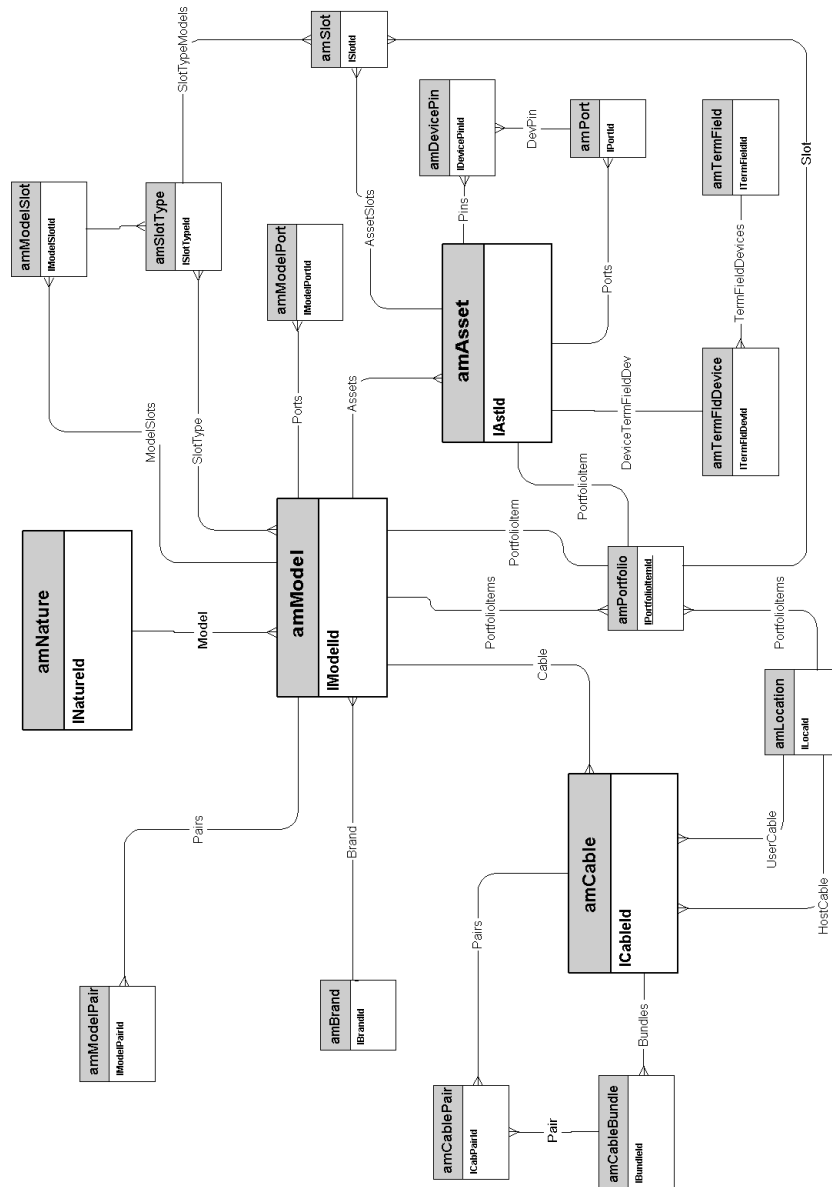 amModelSlot
lModelSlotId
amNature
lNatureId
amModelPair
lModelPairId
ModelSlots
amSlotType
lSlotTypeId
SlotTypeModels
Pairs
Model
SlotType
amModelPort
lModelPortId
amModel
lModelId
Ports
amSlot
lSlotId
amBrand
lBrandId
Brand
Assets
AssetSlots
amDevicePin
lDevicePinId
amAsset
lAstId
Pins
amCablePair
lCabPairId
Pairs
PortfolioItems
PortfolioItem
DevPin
Cable
Pair
PortfolioItem
amPort
lPortId
amCable
lCableId
Ports
amCableBundle
lBundleId
Bundles
amPortfolio
lPortfolioItemId
DeviceTermFieldDev
amTermFldDevice
lTermFldDevId
TermFieldDevices
amTermField
lTermFieldId
UserCable
amLocation
lLocaId
PortfolioItems
HostCable
Slot